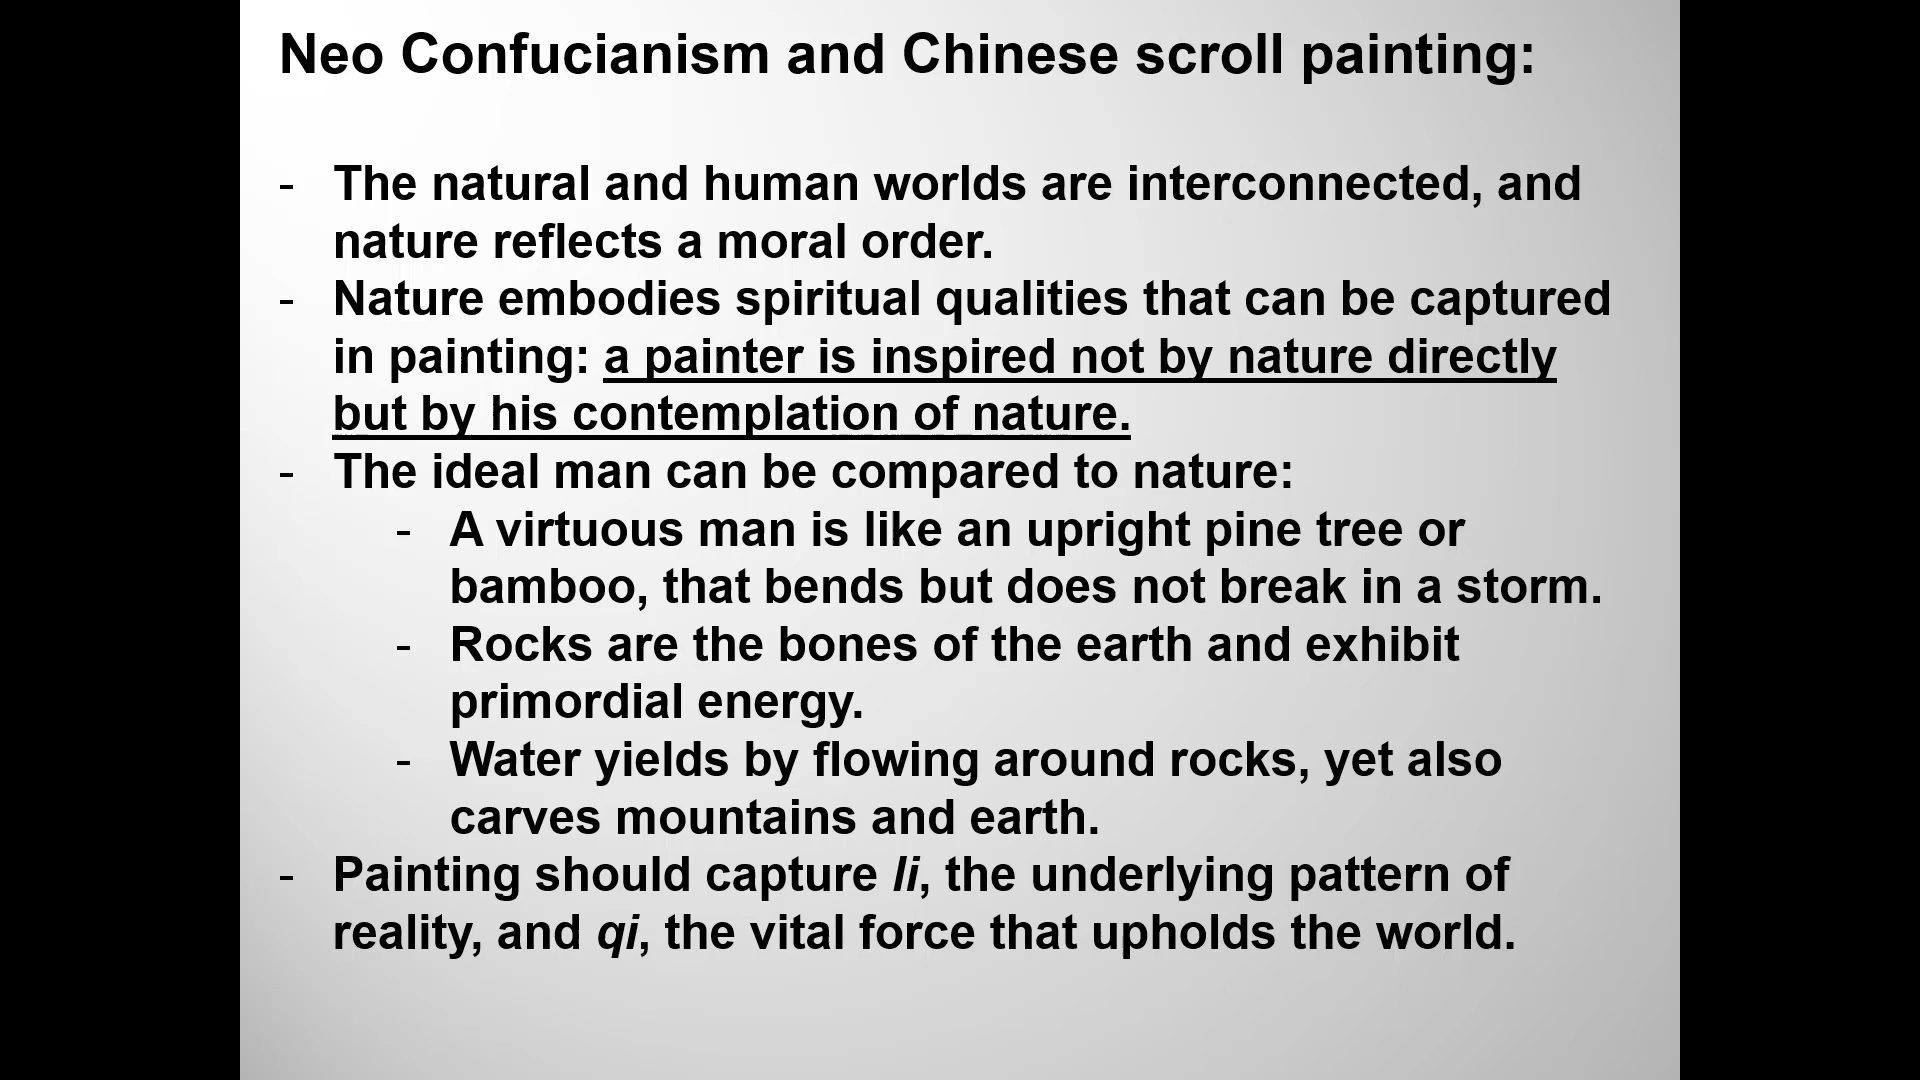 Neo Confucianism and Chinese scroll painting:
- The natural and human worlds are interconnected, and
nature reflects a moral order.
- Nature embodies spiritual qualities that can be captured
in painting: a painter is inspired not by nature directly
but by his contemplation of nature.
- The ideal man can be compared to nature:
- A virtuous man is like an upright pine tree or
bamboo, that bends but does not break in a storm.
- Rocks are the bones of the earth and exhibit
primordial energy.
- Water yields by flowing around rocks, yet also
carves mountains and earth.
- Painting should capture li, the underlying pattern of
reality, and qi, the vital force that upholds the world.